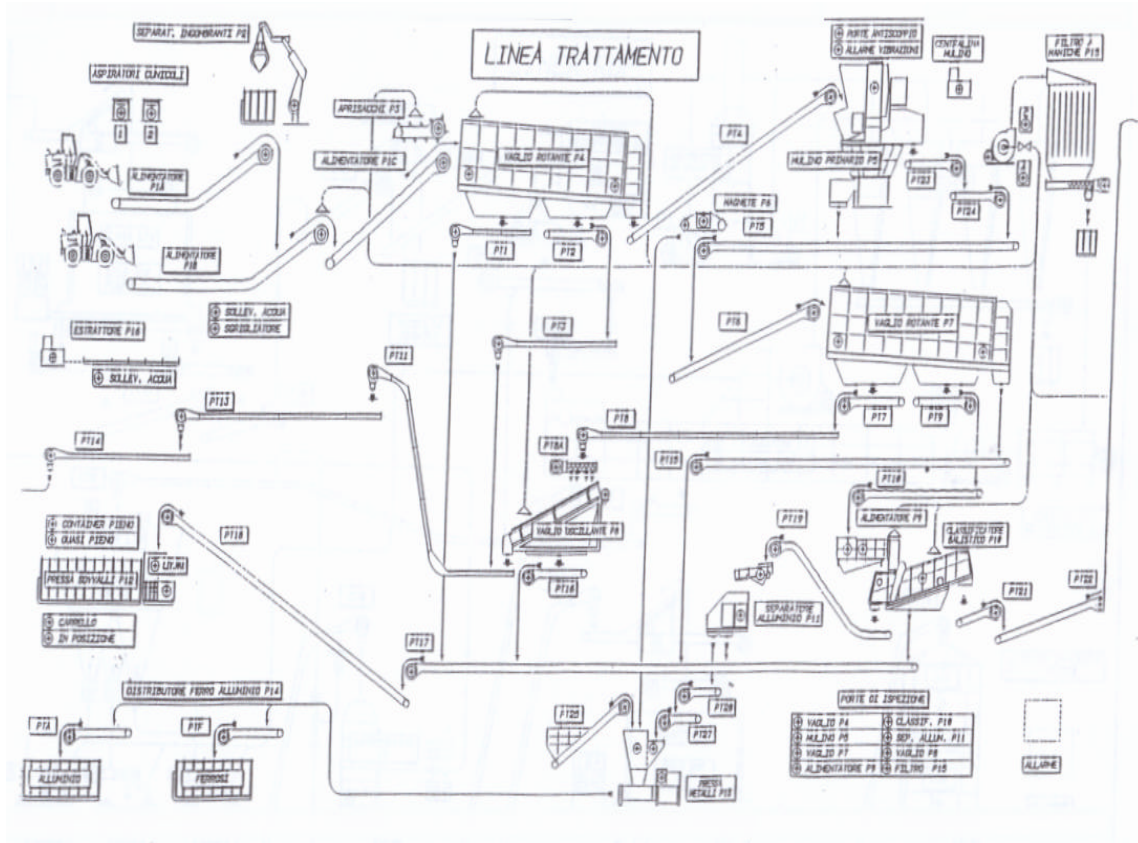 LINEA TRATTAMENTO
SEPARAT. INGOMBRANTI P2
ASPIRATORI CUNICOLI
1
2
ALIMENTATORE
P1A
ALIMENTATORE
P1B
SOLLEV. ACQUA
SGRIGLIATORE
APRISACCHI P3
ALIMENTATORE P1C
VAGLIO ROTANTE P4
PT1
PT2
PT3
PT4
PORTE ANTISCOPPIO
ALLARME VIBRAZIONI
CENTRALINA
MULINO
FILTRO A
MANICHE P15
MULINO PRIMARIO P5
PT23
PT24
MAGNETE P6
PT5
PT6
VAGLIO ROTANTE P7
PT7
PT9
ESTRATTORE P16
SOLLEV. ACQUA
PT11
PT13
PT14
PT8
PT8A
PT15
PT10
VAGLIO OSCILLANTE P8
PT16
PT19
ALIMENTATORE P9
CLASSIFICATORE
BALISTICO P10
PT21
PT22
SEPARATORE
ALLUMINIO P11
CONTAINER PIENO
QUASI PIENO
PRESSA SOVVALLI P12
CARRELLO
IN POSIZIONE
PT18
PT17
DISTRIBUTORE FERRO ALLUMINIO P14
PTA
PTF
ALLUMINIO
FERROSI
PT25
PT27
PRESSA
METALLI P13
PORTE DI ISPEZIONE
VAGLIO P4
CLASSIF. P10
MULINO P5
SEP. ALLUM. P11
VAGLIO P7
VAGLIO P8
ALIMENTATORE P9
FILTRO P15
ALLARME